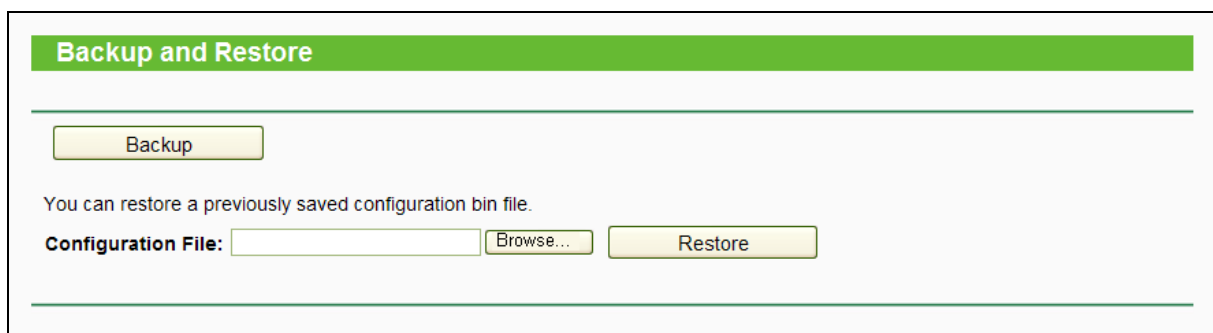 Backup and Restore
Backup
You can restore a previously saved configuration bin file.
Configuration File: Browse... Restore